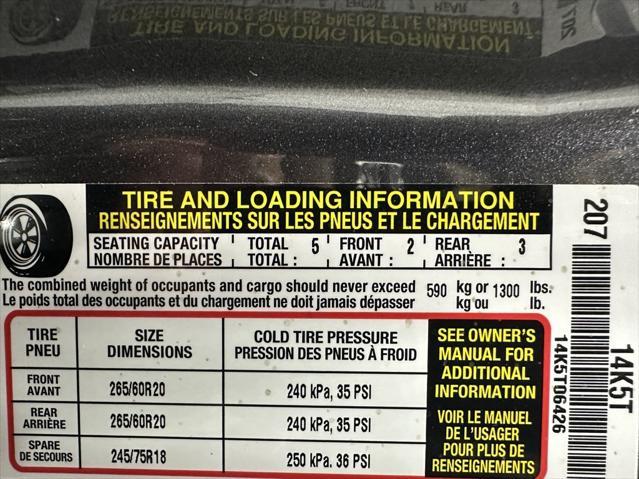 TIRE AND LOADING INFORMATION
RENSEIGNEMENTS SUR LES PNEUS ET LE CHARGEMENT
SEATING CAPACITY TOTAL 5 FRONT 2 REAR 3
NOMBRE DE PLACES TOTAL : AVANT : ARRIÈRE :
The combined weight of occupants and cargo should never exceed 590 kg or 1300 lbs.
Le poids total des occupants et du chargement ne doit jamais dépasser kg ou lb.
TIRE SIZE COLD TIRE PRESSURE
PNEU DIMENSIONS PRESSION DES PNEUS À FROID
FRONT
AVANT 265/60R20 240 kPa, 35 PSI
REAR
ARRIÈRE 265/60R20 240 kPa, 35 PSI
SPARE
DE SECOURS 245/75R18 250 kPa. 36 PSI
SEE OWNER'S
MANUAL FOR
ADDITIONAL
INFORMATION
VOIR LE MANUEL
DE L'USAGER
POUR PLUS DE
RENSEIGNEMENTS
207
14K5T06426
14K5T